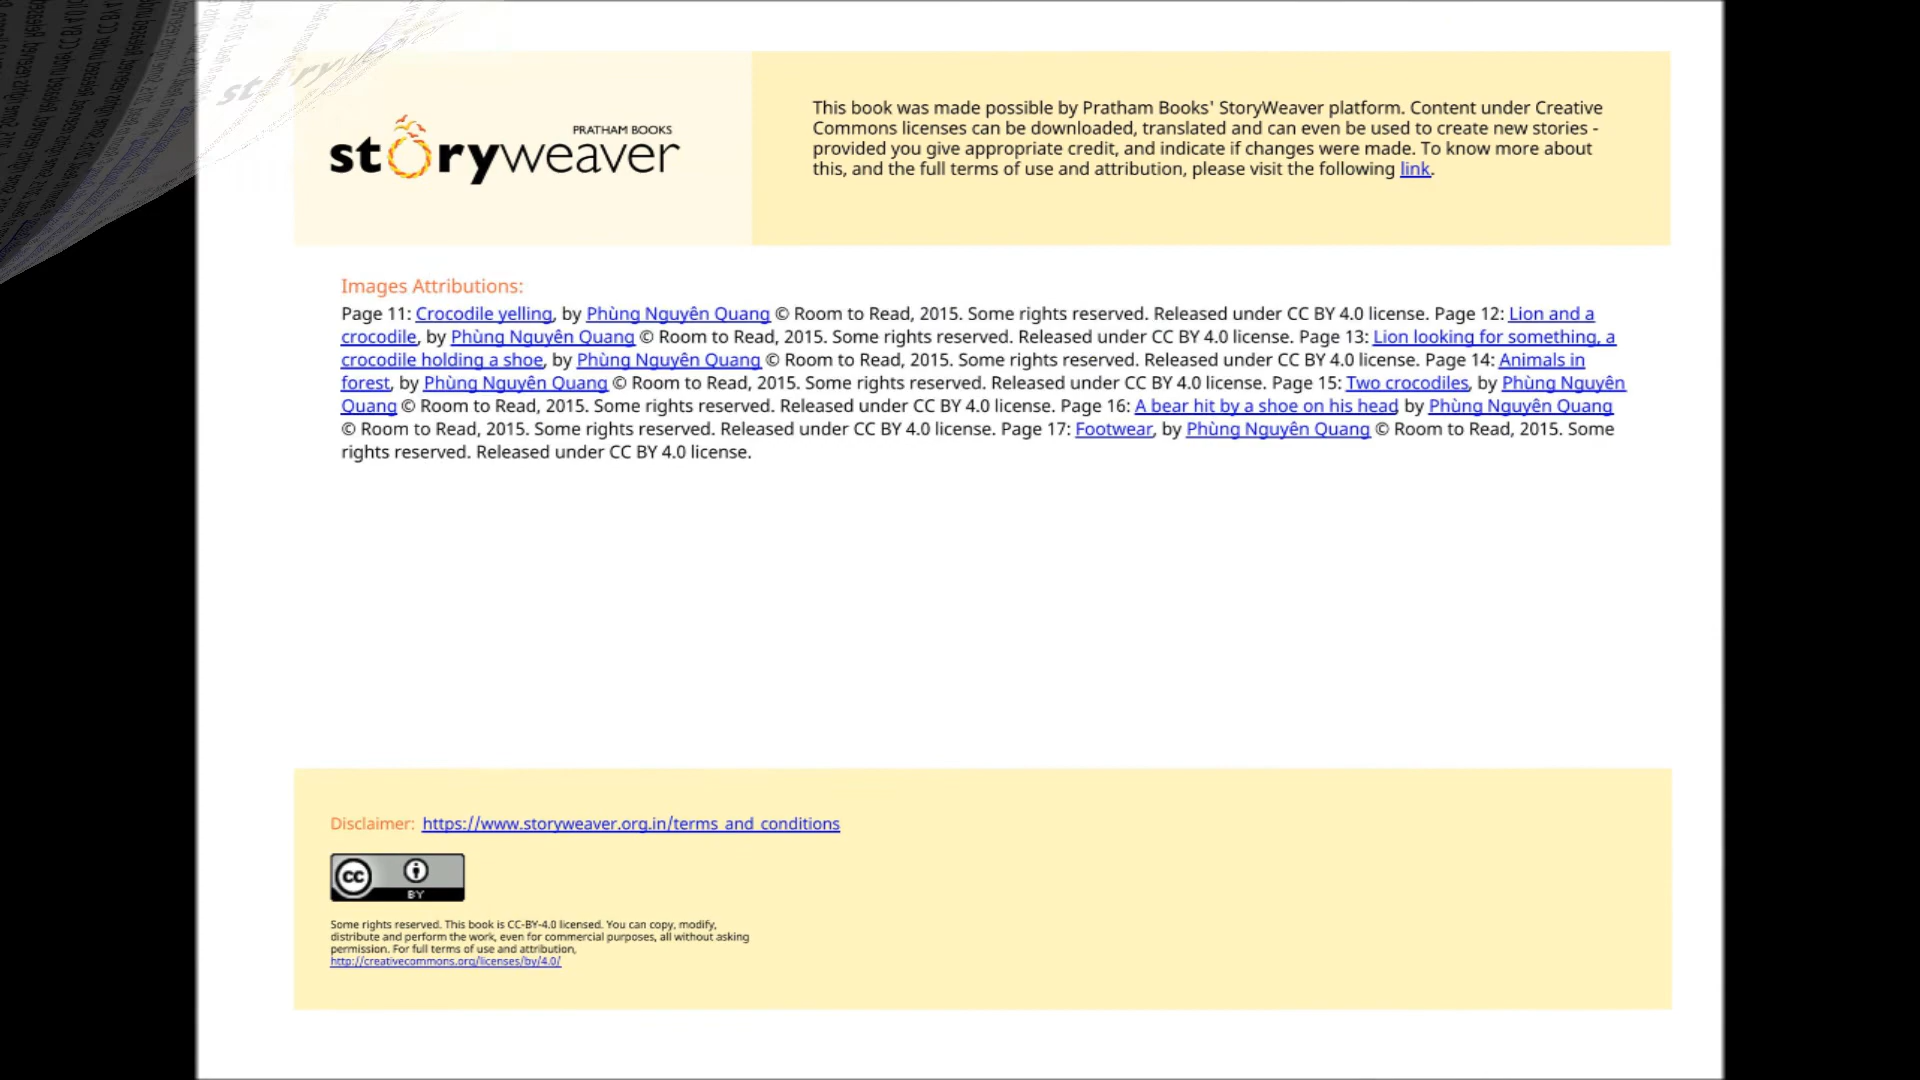 PRATHAM BOOKS
storyweaver
This book was made possible by Pratham Books' StoryWeaver platform. Content under Creative
Commons licenses can be downloaded, translated and can even be used to create new stories -
provided you give appropriate credit, and indicate if changes were made. To know more about
this, and the full terms of use and attribution, please visit the following link.
Images Attributions:
Page 11: Crocodile yelling, by Phùng Nguyên Quang © Room to Read, 2015. Some rights reserved. Released under CC BY 4.0 license. Page 12: Lion and a
crocodile, by Phùng Nguyên Quang © Room to Read, 2015. Some rights reserved. Released under CC BY 4.0 license. Page 13: Lion looking for something, a
crocodile holding a shoe, by Phùng Nguyên Quang © Room to Read, 2015. Some rights reserved. Released under CC BY 4.0 license. Page 14: Animals in
forest, by Phùng Nguyên Quang © Room to Read, 2015. Some rights reserved. Released under CC BY 4.0 license. Page 15: Two crocodiles, by Phùng Nguyên
Quang © Room to Read, 2015. Some rights reserved. Released under CC BY 4.0 license. Page 16: A bear hit by a shoe on his head, by Phùng Nguyên Quang
© Room to Read, 2015. Some rights reserved. Released under CC BY 4.0 license. Page 17: Footwear, by Phùng Nguyên Quang © Room to Read, 2015. Some
rights reserved. Released under CC BY 4.0 license.
Disclaimer: https://www.storyweaver.org.in/terms_and_conditions
cc
BY
Some rights reserved. This book is CC-BY-4.0 licensed. You can copy, modify,
distribute and perform the work, even for commercial purposes, all without asking
permission. For full terms of use and attribution,
http://creativecommons.org/licenses/by/4.0/